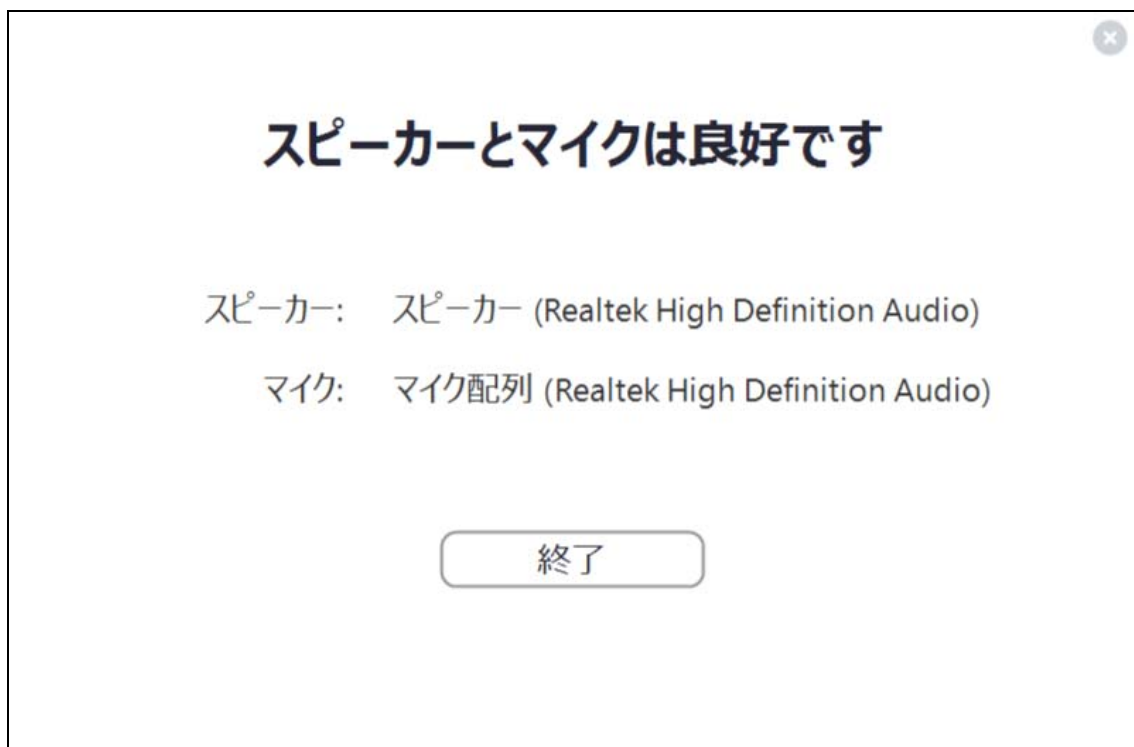 スピーカーとマイクは良好です
スピーカー: スピーカー (Realtek High Definition Audio)
マイク: マイク配列 (Realtek High Definition Audio)
終了